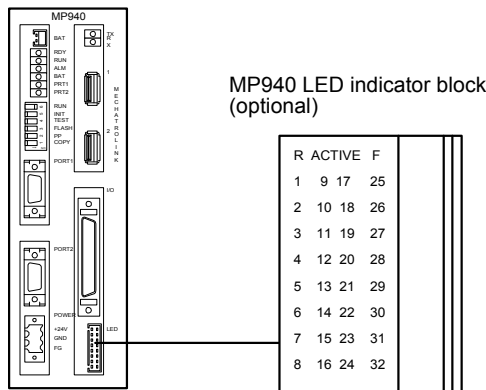 MP940
BAT
RDY
RUN
ALM
BAT
PRT1
PRT2
RUN
INIT
TEST
FLASH
PP
COPY
PORT1
PORT2
POWER
+24V
GND
FG
TX
R
X
1
MECHATROLINK
2
I/O
LED
MP940 LED indicator block
(optional)
R ACTIVE F
1 9 17 25
2 10 18 26
3 11 19 27
4 12 20 28
5 13 21 29
6 14 22 30
7 15 23 31
8 16 24 32